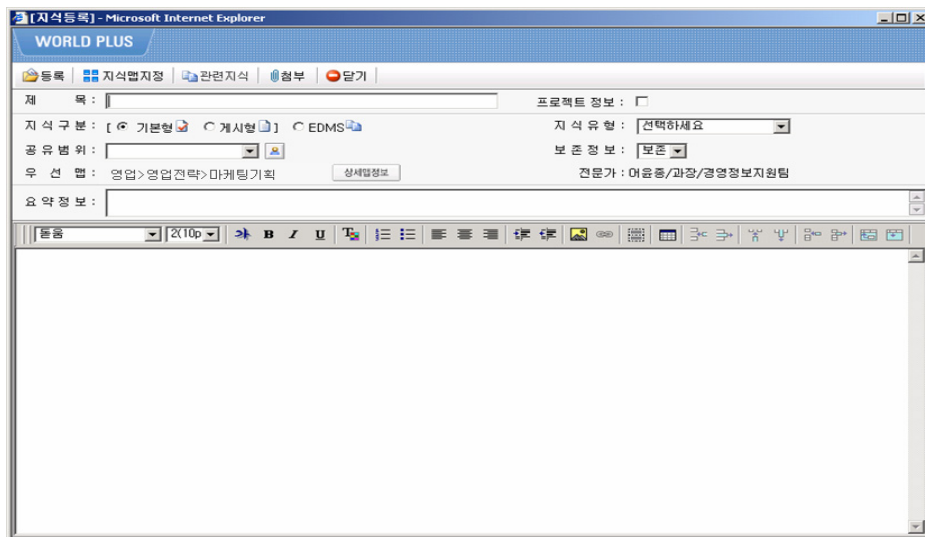 [지식등록] - Microsoft Internet Explorer
WORLD PLUS
등록 지식맵지정 관련지식 첨부 닫기
제 목 : 프로젝트 정보 :
지 식 구 분 : [ 기본형 게시형 ] EDMS 지 식 유 형 : 선택하세요
공 유 범 위 : 보 존 정 보 : 보존
우 선 맵 : 영업>영업전략>마케팅기획 상세맵정보 전문가 : 어윤종/과장/경영정보지원팀
요 약 정 보 :
돋움 2(10p 가 B I U T